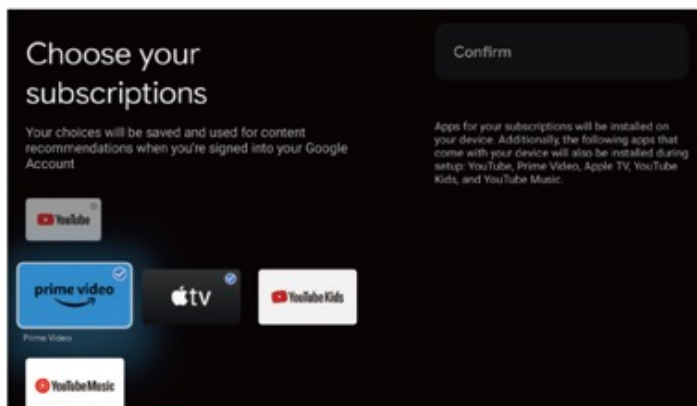 Choose your
subscriptions
Your choices will be saved and used for content
recommendations when you're signed into your Google
Account
YouTube
prime video
tv
YouTube Kids
Prime Video
YouTube Music
Confirm
Apps for your subscriptions will be installed on
your device. Additionally, the following apps that
come with your device will also be installed during
setup: YouTube, Prime Video, Apple TV, YouTube
Kids, and YouTube Music.